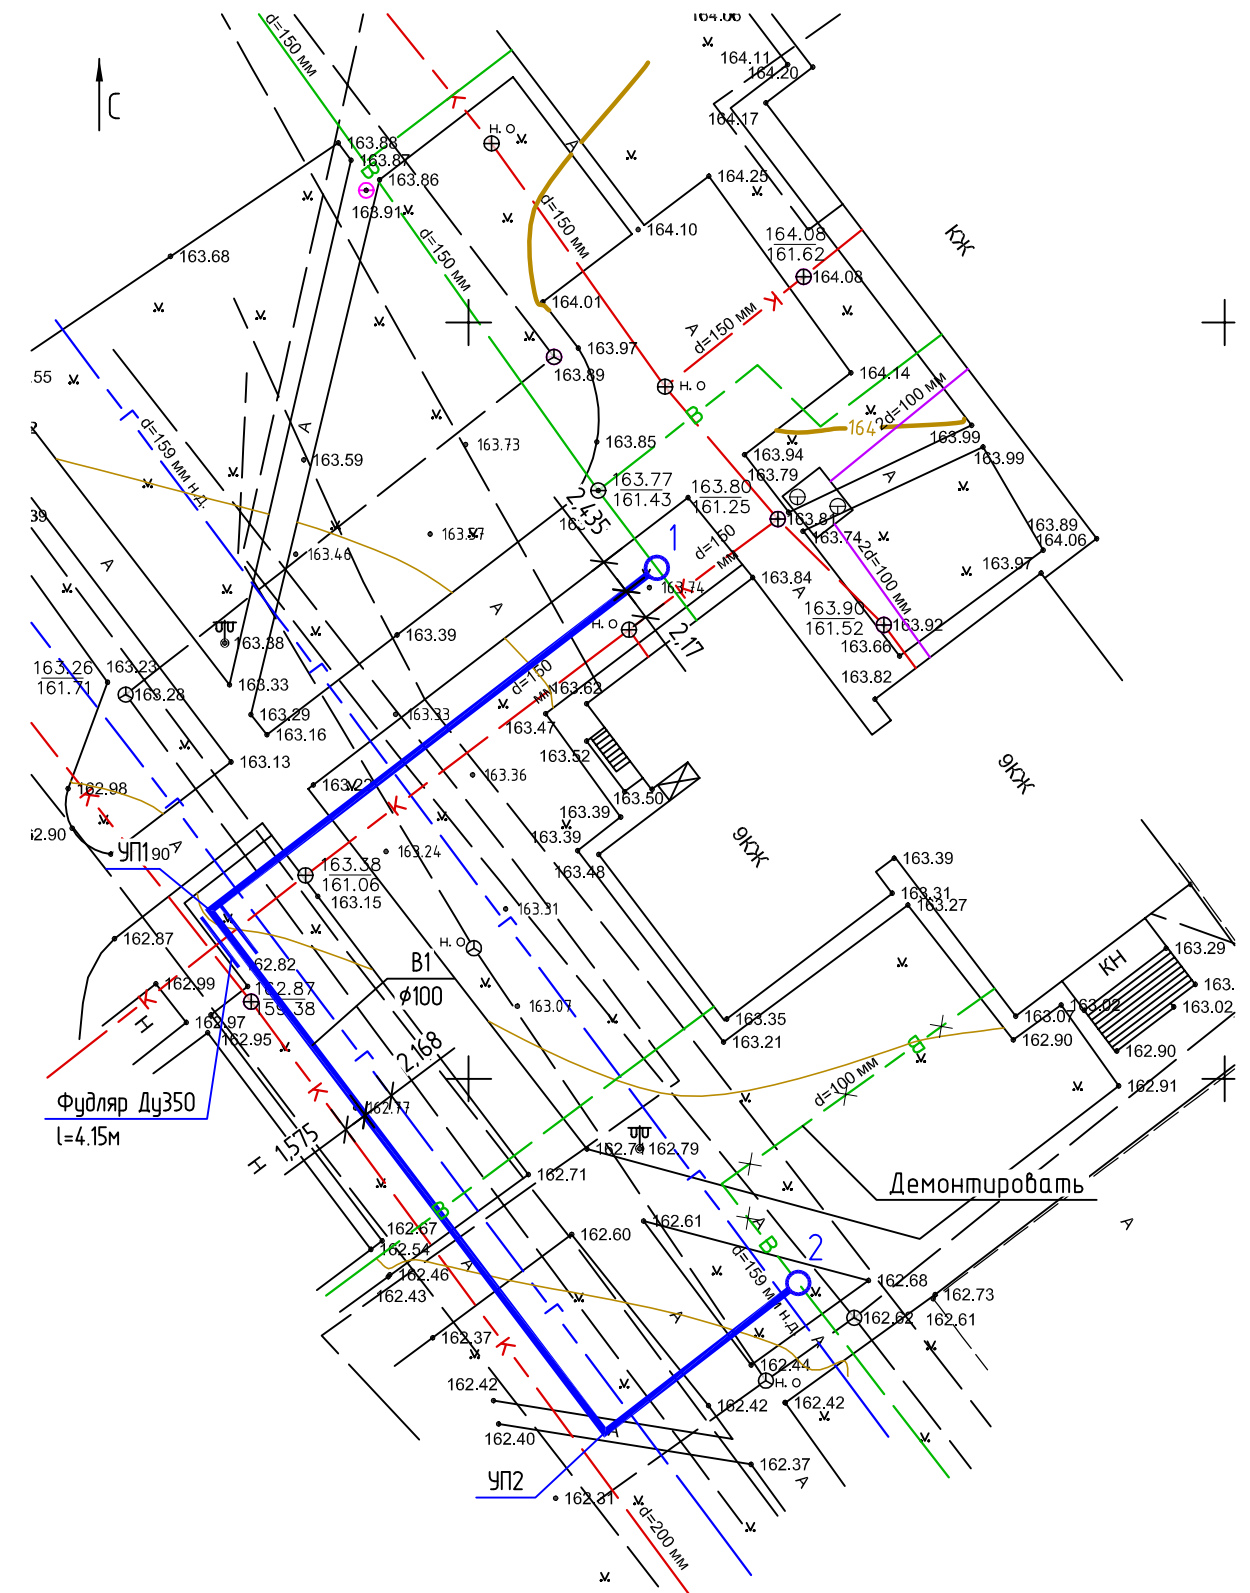 164.06
d=150 мм
164.11
164.20
С
К
164.17
н. о
А
163.88
163.87
В
163.86
163.91
164.25
d=150 мм
d=150 мм
164.10
164.08
161.62
164.08
КЖ
163.68
К
164.01
А
d=150 мм
163.97
163.89
164.14
.55
н. о
2d=100 мм
В
Г
d=159 мм н.д.
А
163.85
163.73
164
163.99
163.94
163.99
163.59
163.79
А
163.77
161.43
163.80
161.25
2,435
163.81
163.74
163.89
164.06
163.57
1
d=150
мм
2d=100 мм
163.46
163.97
А
163.74
К
163.84
А
163.90
161.52
163.92
А
н. о
163.39
163.38
2,17
163.66
163.26
161.71
163.23
163.28
Г
d=150
мм
163.62
163.82
163.33
163.29
163.33
163.47
163.16
163.52
9КЖ
163.13
163.36
163.22
163.50
162.98
К
К
163.39
62.90
УП1
90
А
163.24
163.39
9КЖ
163.48
163.39
163.38
161.06
163.15
163.31
163.31
163.27
Г
162.87
н. о
В1
КН
163.29
162.82
162.99
162.87
159.38
φ100
163.07
163.
К
Н
162.97
163.35
163.07
163.02
163.02
162.95
163.21
162.90
162.90
В
2,168
Г
d=100 мм
162.91
Футляр Ду350
К
l=4.15м
162.77
1,575
Н
162.74
162.79
162.71
Г
Демонтировать
В
162.61
А
А
162.67
162.60
В
2
162.54
А
162.46
d=159 мм н.д.
162.68
162.43
162.73
Г
А
162.62
162.61
162.37
К
А
162.44
162.42
н. о
162.42
162.42
162.40
А
162.37
УП2
А
162.31
d=200 мм